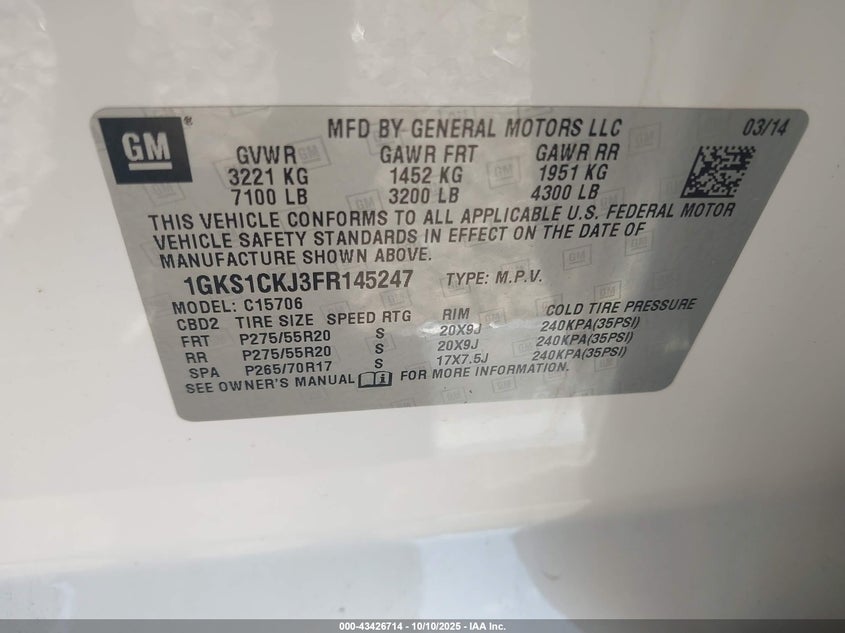 GM ® MFD BY GENERAL MOTORS LLC 03/14
GVWR GAWR FRT GAWR RR
3221 KG 1452 KG 1951 KG
7100 LB 3200 LB 4300 LB
THIS VEHICLE CONFORMS TO ALL APPLICABLE U.S. FEDERAL MOTOR
VEHICLE SAFETY STANDARDS IN EFFECT ON THE DATE OF
MANUFACTURE SHOWN ABOVE.
1GKS1CKJ3FR145247 TYPE: M.P.V.
MODEL: C15706
CBD2 TIRE SIZE SPEED RTG RIM COLD TIRE PRESSURE
FRT P275/55R20 S 20X9J 240KPA(35PSI)
RR P275/55R20 S 20X9J 240KPA(35PSI)
SPA P265/70R17 S 17X7.5J 240KPA(35PSI)
SEE OWNER'S MANUAL FOR MORE INFORMATION.
000-43426714 - 10/10/2025 - IAA Inc.